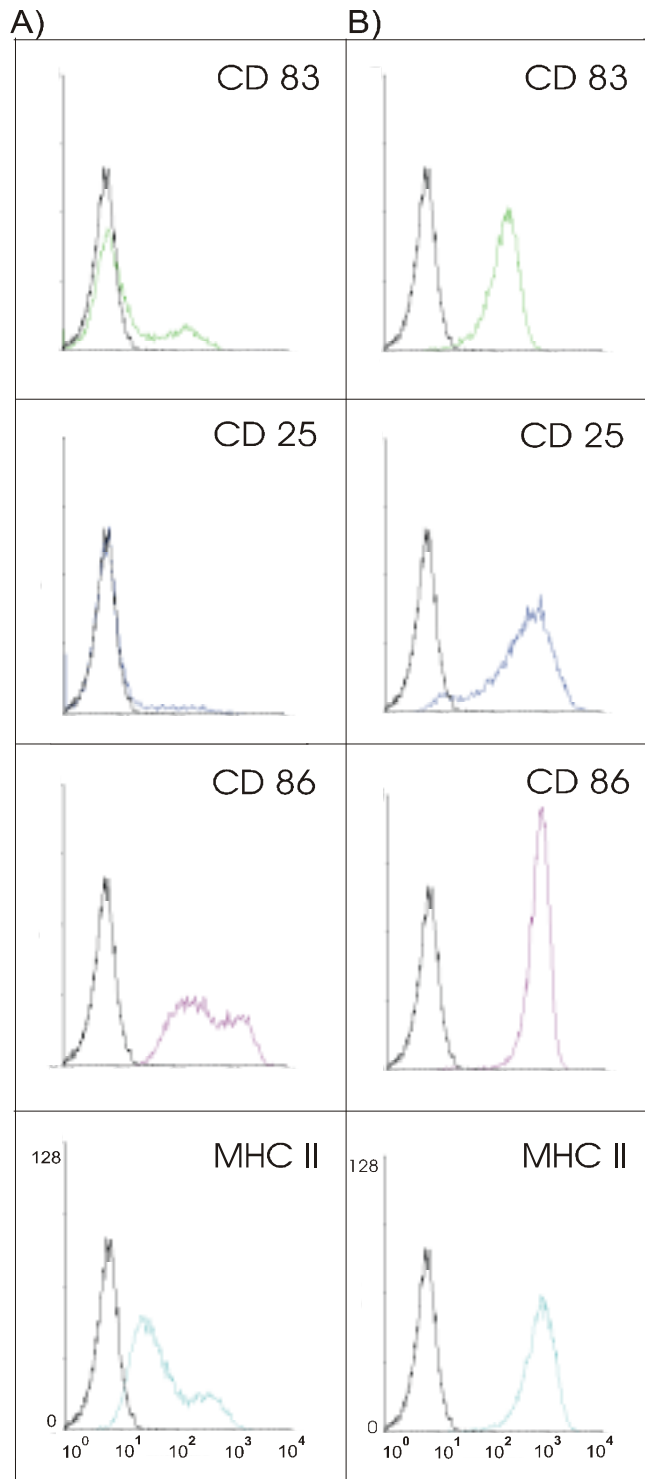 A) B)
CD 83 CD 83
CD 25 CD 25
CD 86 CD 86
128 MHC II 128 MHC II
0 0
10⁰ 10¹ 10² 10³ 10⁴ 10⁰ 10¹ 10² 10³ 10⁴